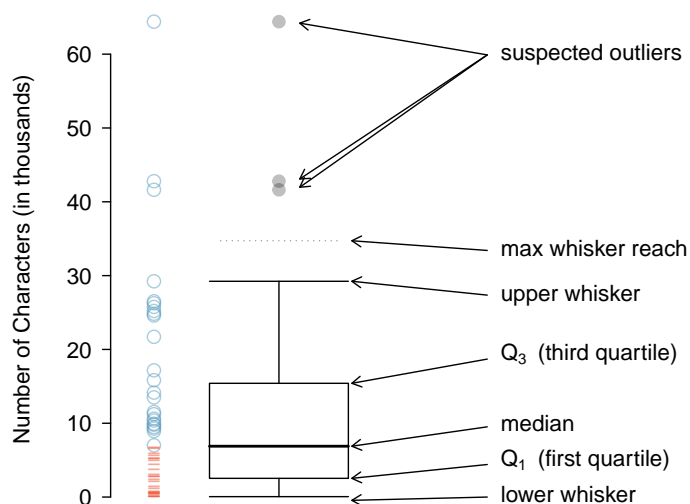 Number of Characters (in thousands)
60
50
40
30
20
10
0
suspected outliers
max whisker reach
upper whisker
Q3 (third quartile)
median
Q1 (first quartile)
lower whisker